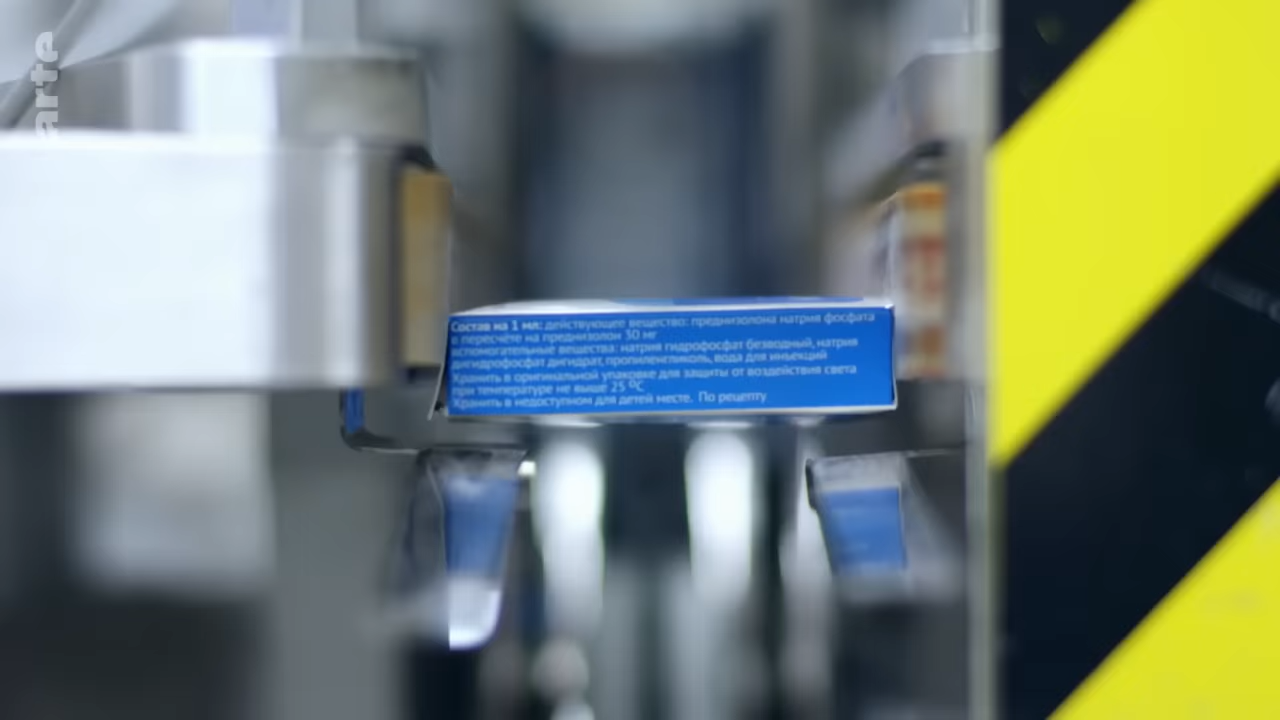 arte
Состав на 1 мл: действующее вещество: преднизолона натрия фосфата
в пересчёте на преднизолон 30 мг
вспомогательные вещества: натрия гидрофосфат безводный, натрия
дигидрофосфат дигидрат, пропиленгликоль, вода для инъекций
Хранить в оригинальной упаковке для защиты от воздействия света
при температуре не выше 25 ºC
Хранить в недоступном для детей месте. По рецепту